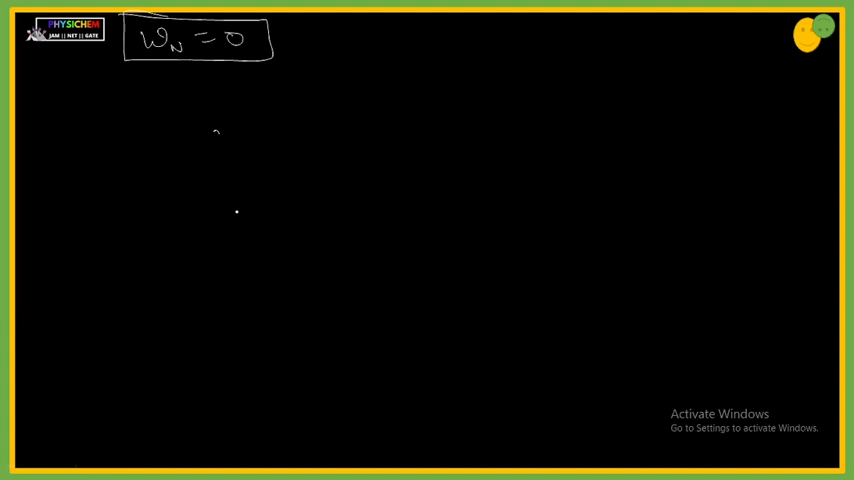 PHYSICHEM
JAM || NET || GATE
W_N = 0
Activate Windows
Go to Settings to activate Windows.